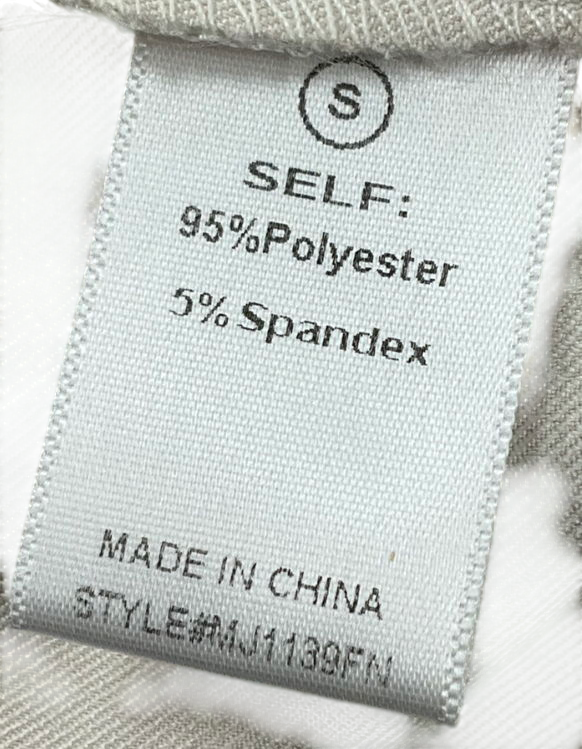 S
SELF:
95%Polyester
5% Spandex
MADE IN CHINA
STYLE#MJ1139FN